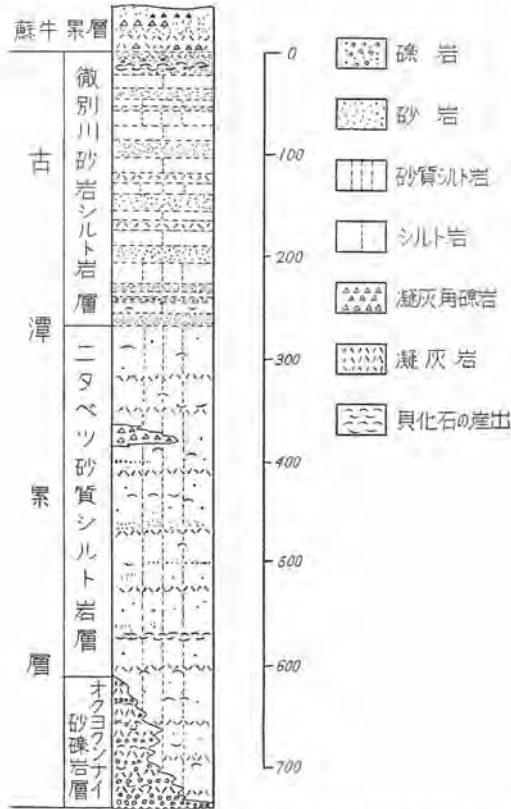 蘇牛累層
古潭累層
徹別川砂岩シルト岩層
ニタベツ砂質シルト岩層
オクヨクンナイ
砂礫岩層
0
100
200
300
400
500
600
700
礫岩
砂岩
砂質シルト岩
シルト岩
凝灰角礫岩
凝灰岩
貝化石の産出